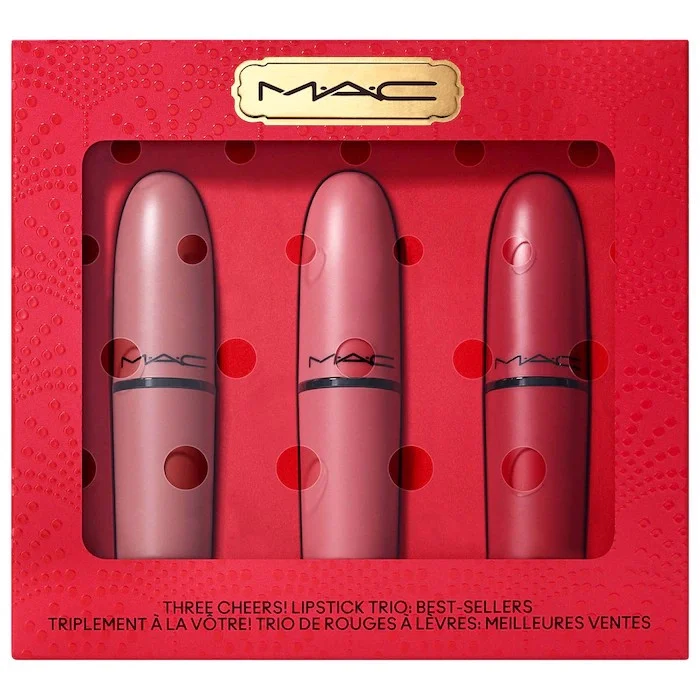 M·A·C
M·A·C
M·A·C
M·A·C
THREE CHEERS! LIPSTICK TRIO: BEST-SELLERS
TRIPLEMENT À LA VÔTRE! TRIO DE ROUGES À LÈVRES: MEILLEURES VENTES